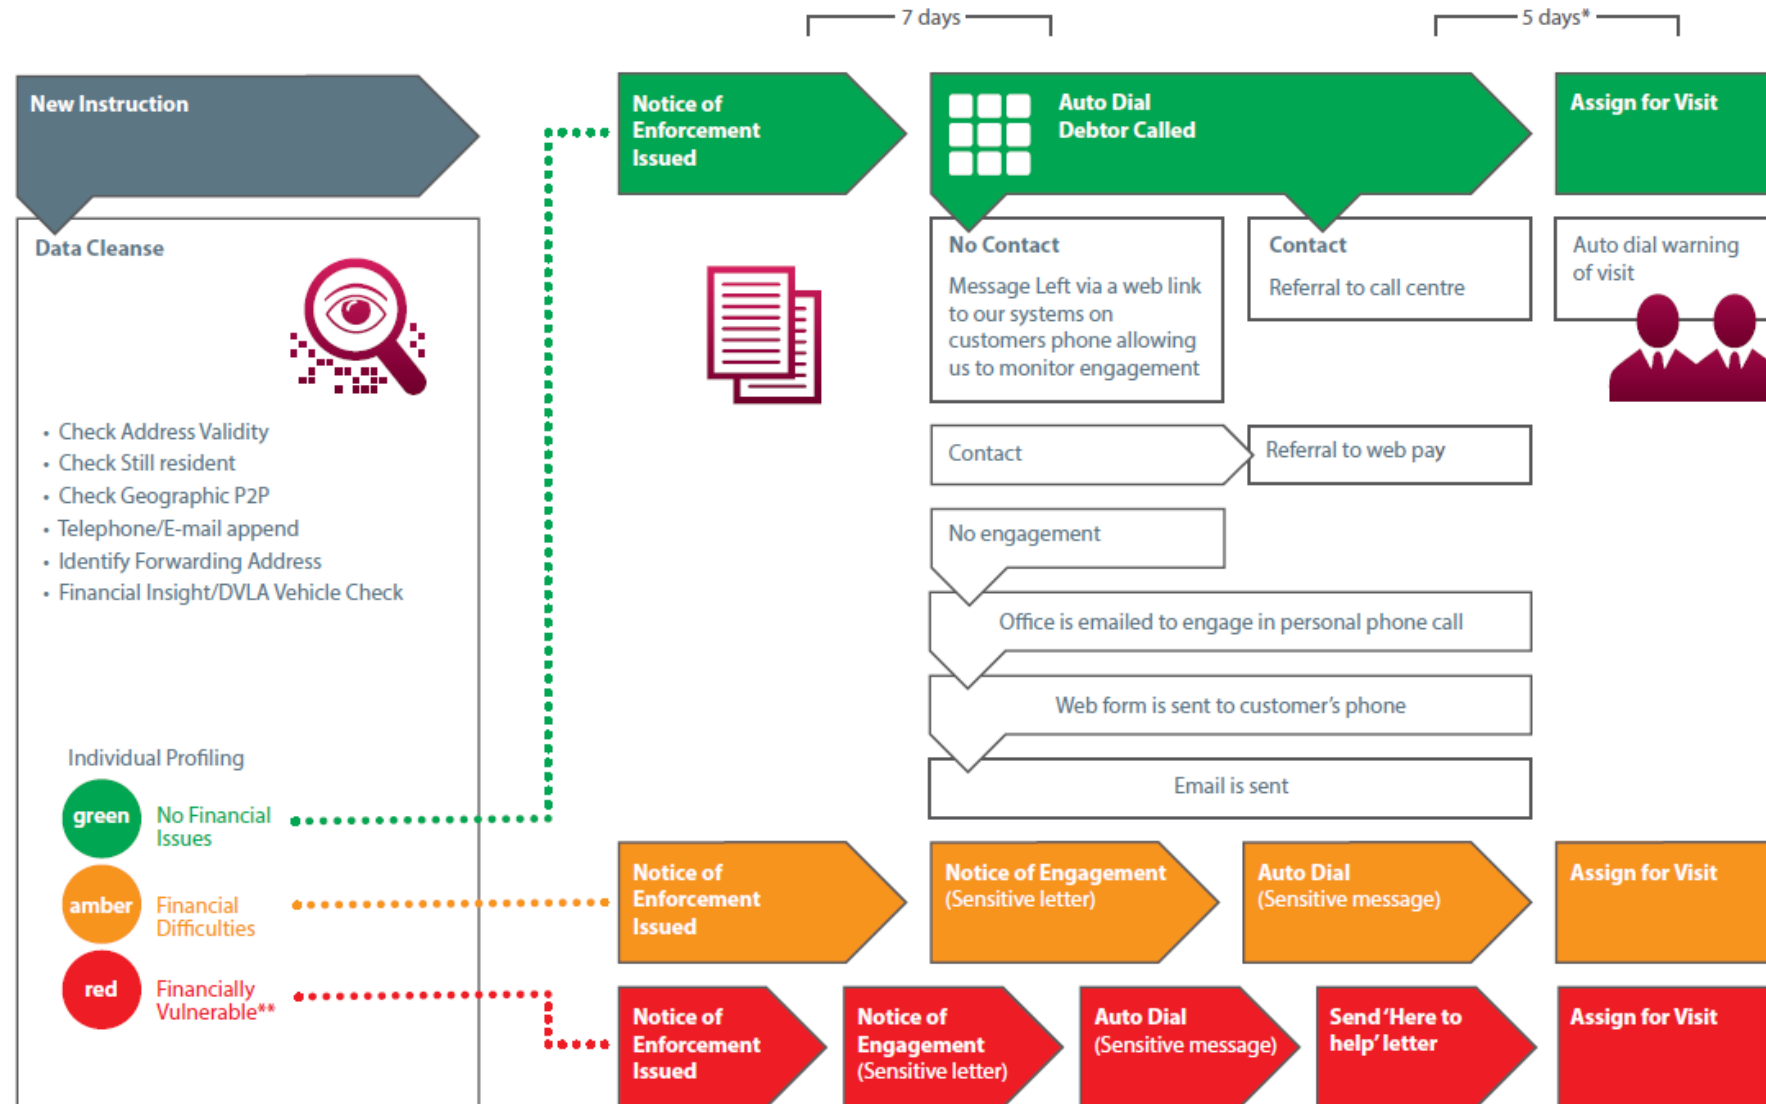 7 days
5 days*
New Instruction
Data Cleanse
• Check Address Validity
• Check Still resident
• Check Geographic P2P
• Telephone/E-mail append
• Identify Forwarding Address
• Financial Insight/DVLA Vehicle Check
Individual Profiling
green
No Financial
Issues
amber
Financial
Difficulties
red
Financially
Vulnerable**
Notice of
Enforcement
Issued
Auto Dial
Debtor Called
Assign for Visit
No Contact
Message Left via a web link
to our systems on
customers phone allowing
us to monitor engagement
Contact
Referral to call centre
Auto dial warning
of visit
Contact
Referral to web pay
No engagement
Office is emailed to engage in personal phone call
Web form is sent to customer’s phone
Email is sent
Notice of
Enforcement
Issued
Notice of Engagement
(Sensitive letter)
Auto Dial
(Sensitive message)
Assign for Visit
Notice of
Enforcement
Issued
Notice of
Engagement
(Sensitive letter)
Auto Dial
(Sensitive message)
Send ‘Here to
help’ letter
Assign for Visit